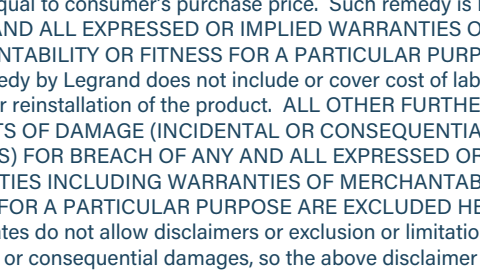 qual to consumer's purchase price. Such remedy is
AND ALL EXPRESSED OR IMPLIED WARRANTIES O
NTABILITY OR FITNESS FOR A PARTICULAR PURP
edy by Legrand does not include or cover cost of lab
r reinstallation of the product. ALL OTHER FURTHE
TS OF DAMAGE (INCIDENTAL OR CONSEQUENTIA
S) FOR BREACH OF ANY AND ALL EXPRESSED OR
TIES INCLUDING WARRANTIES OF MERCHANTAB
FOR A PARTICULAR PURPOSE ARE EXCLUDED HE
tes do not allow disclaimers or exclusion or limitatio
or consequential damages, so the above disclaimer